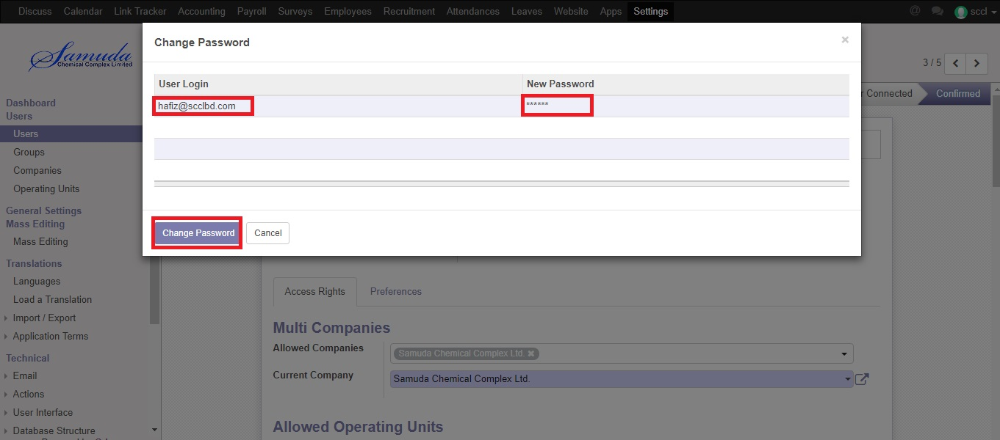 Discuss Calendar Link Tracker Accounting Payroll Surveys Employees Recruitment Attendances Leaves Website Apps Settings @ sccl
Samuda
Chemical Complex Limited
Change Password ×
3 / 5
User Login New Password
hafiz@scclbd.com ******
r Connected Confirmed
Change Password Cancel
Dashboard
Users
Users
Groups
Companies
Operating Units
General Settings
Mass Editing
Mass Editing
Translations
Languages
Load a Translation
Import / Export
Application Terms
Technical
Email
Actions
User Interface
Database Structure
Access Rights Preferences
Multi Companies
Allowed Companies Samuda Chemical Complex Ltd. ×
Current Company Samuda Chemical Complex Ltd.
Allowed Operating Units